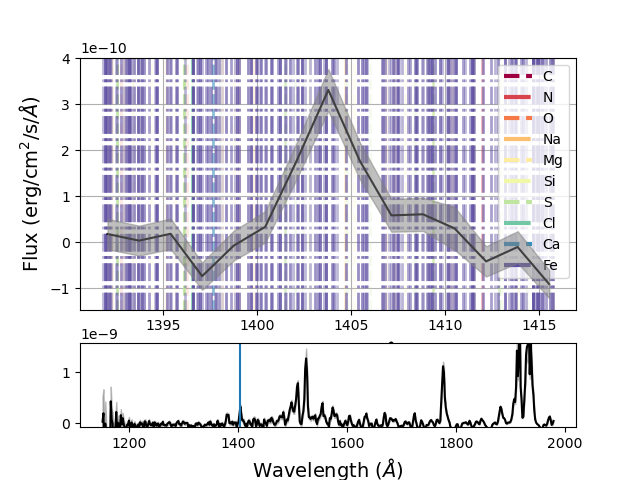 1e−10
Flux (erg/cm²/s/Å)
4
3
2
1
0
−1
C
N
O
Na
Mg
Si
S
Cl
Ca
Fe
1395 1400 1405 1410 1415
1e−9
1
0
1200 1400 1600 1800 2000
Wavelength (Å)